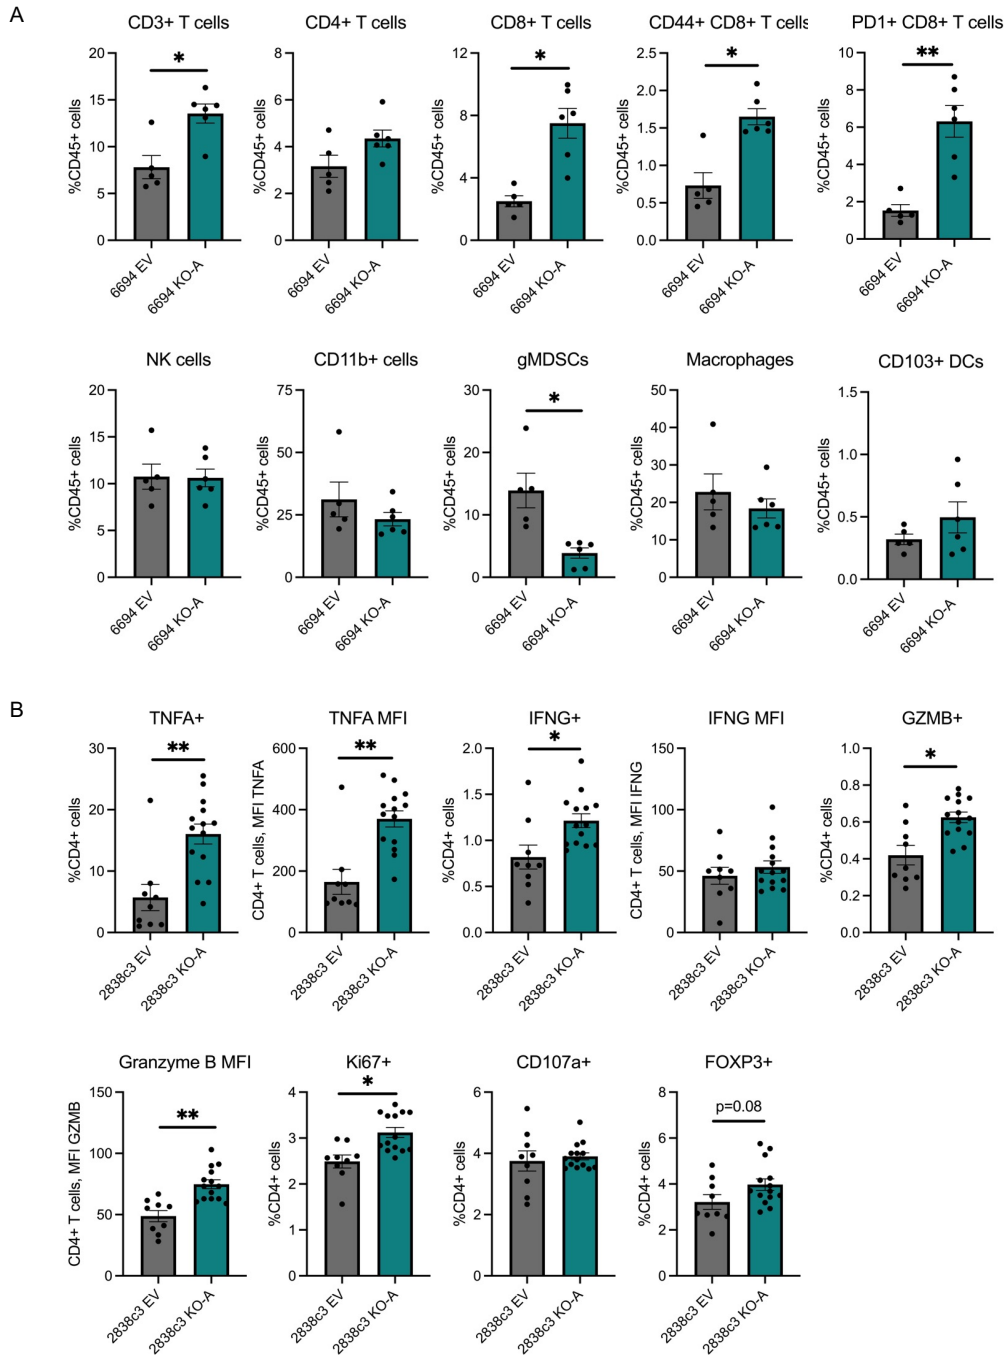 A
CD3+ T cells
%CD45+ cells
20
15
10
5
0
*
6694 EV
6694 KO-A
CD4+ T cells
%CD45+ cells
8
6
4
2
0
6694 EV
6694 KO-A
CD8+ T cells
%CD45+ cells
12
8
4
0
*
6694 EV
6694 KO-A
CD44+ CD8+ T cells
%CD45+ cells
2.5
2.0
1.5
1.0
0.5
0.0
*
6694 EV
6694 KO-A
PD1+ CD8+ T cells
%CD45+ cells
10
8
6
4
2
0
**
6694 EV
6694 KO-A
NK cells
%CD45+ cells
20
15
10
5
0
6694 EV
6694 KO-A
CD11b+ cells
%CD45+ cells
75
50
25
0
6694 EV
6694 KO-A
gMDSCs
%CD45+ cells
30
20
10
0
*
6694 EV
6694 KO-A
Macrophages
%CD45+ cells
50
40
30
20
10
0
6694 EV
6694 KO-A
CD103+ DCs
%CD45+ cells
1.5
1.0
0.5
0.0
6694 EV
6694 KO-A
B
TNFA+
%CD4+ cells
30
20
10
0
**
2838c3 EV
2838c3 KO-A
TNFA MFI
CD4+ T cells, MFI TNFA
600
400
200
0
**
2838c3 EV
2838c3 KO-A
IFNG+
%CD4+ cells
2.0
1.5
1.0
0.5
0.0
*
2838c3 EV
2838c3 KO-A
IFNG MFI
CD4+ T cells, MFI IFNG
150
100
50
0
2838c3 EV
2838c3 KO-A
GZMB+
%CD4+ cells
1.0
0.8
0.6
0.4
0.2
0.0
*
2838c3 EV
2838c3 KO-A
Granzyme B MFI
CD4+ T cells, MFI GZMB
150
100
50
0
**
2838c3 EV
2838c3 KO-A
Ki67+
%CD4+ cells
4
3
2
1
0
*
2838c3 EV
2838c3 KO-A
CD107a+
%CD4+ cells
6
4
2
0
2838c3 EV
2838c3 KO-A
FOXP3+
%CD4+ cells
8
6
4
2
0
p=0.08
2838c3 EV
2838c3 KO-A